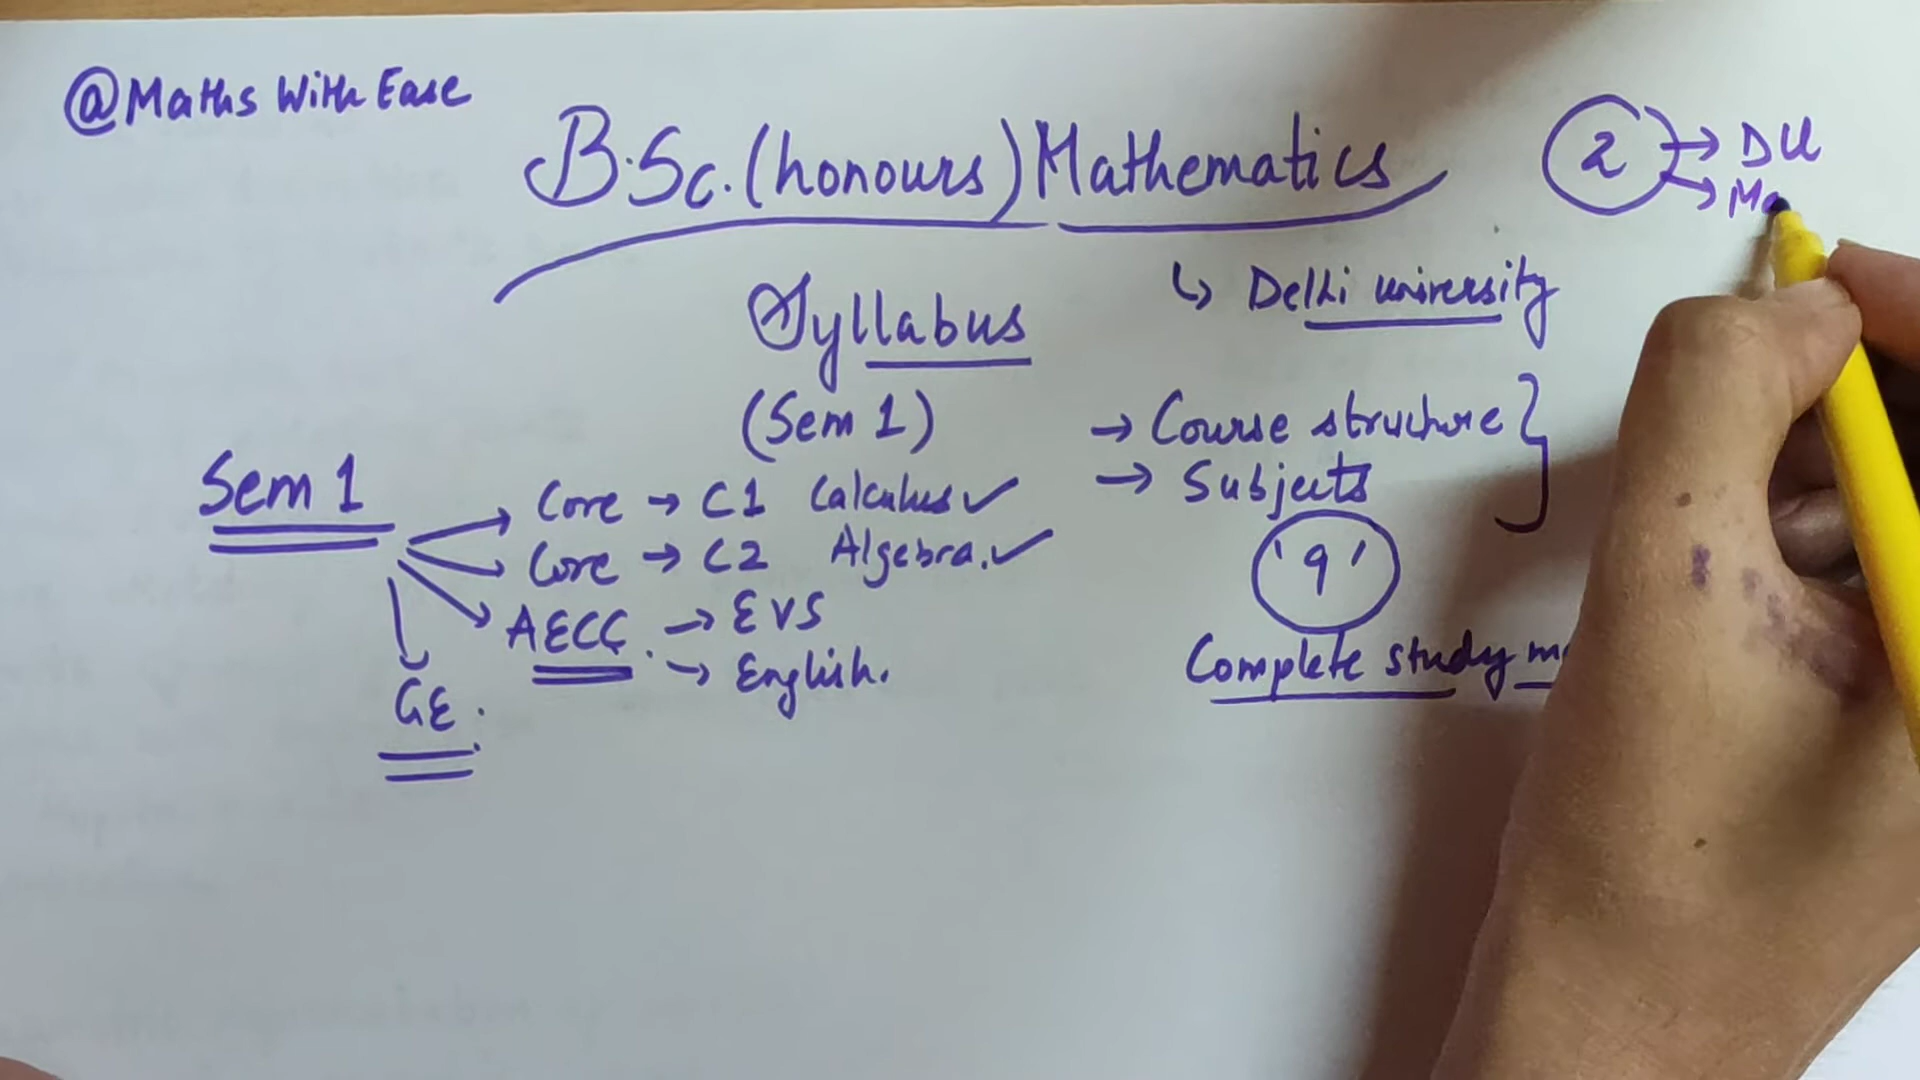 @Maths With Ease
B.Sc. (honours) Mathematics
2 → DU
→ Ma
↳ Delhi university
Syllabus
(Sem 1)
→ Course structure
→ Subjects
'9'
Complete study
Sem 1
Core → C1 Calculus ✓
Core → C2 Algebra. ✓
AECC. → EVS
→ English.
GE.